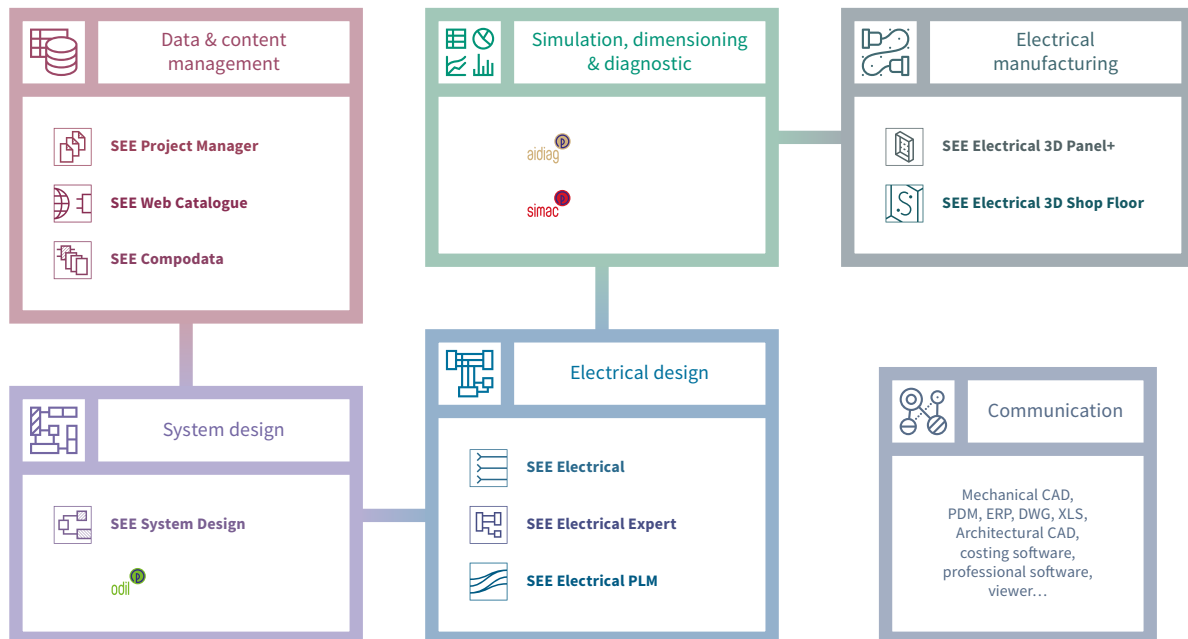 Data & content
management
SEE Project Manager
SEE Web Catalogue
SEE Compodata
Simulation, dimensioning
& diagnostic
aidiag
simac
Electrical
manufacturing
SEE Electrical 3D Panel+
SEE Electrical 3D Shop Floor
System design
SEE System Design
odil
Electrical design
SEE Electrical
SEE Electrical Expert
SEE Electrical PLM
Communication
Mechanical CAD,
PDM, ERP, DWG, XLS,
Architectural CAD,
costing software,
professional software,
viewer…